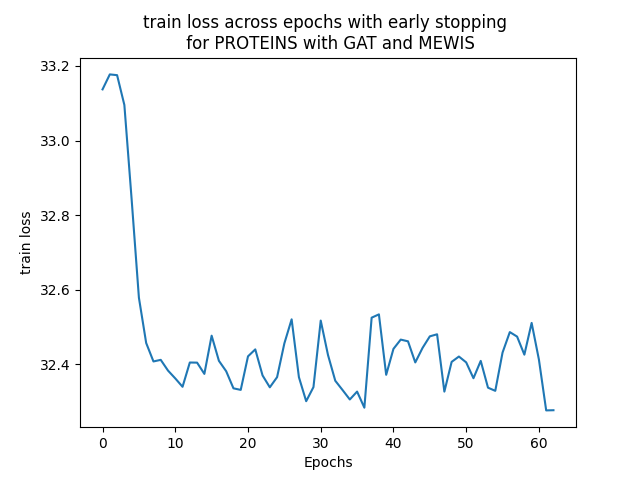 train loss across epochs with early stopping
for PROTEINS with GAT and MEWIS
33.2
33.0
32.8
32.6
32.4
train loss
0 10 20 30 40 50 60
Epochs